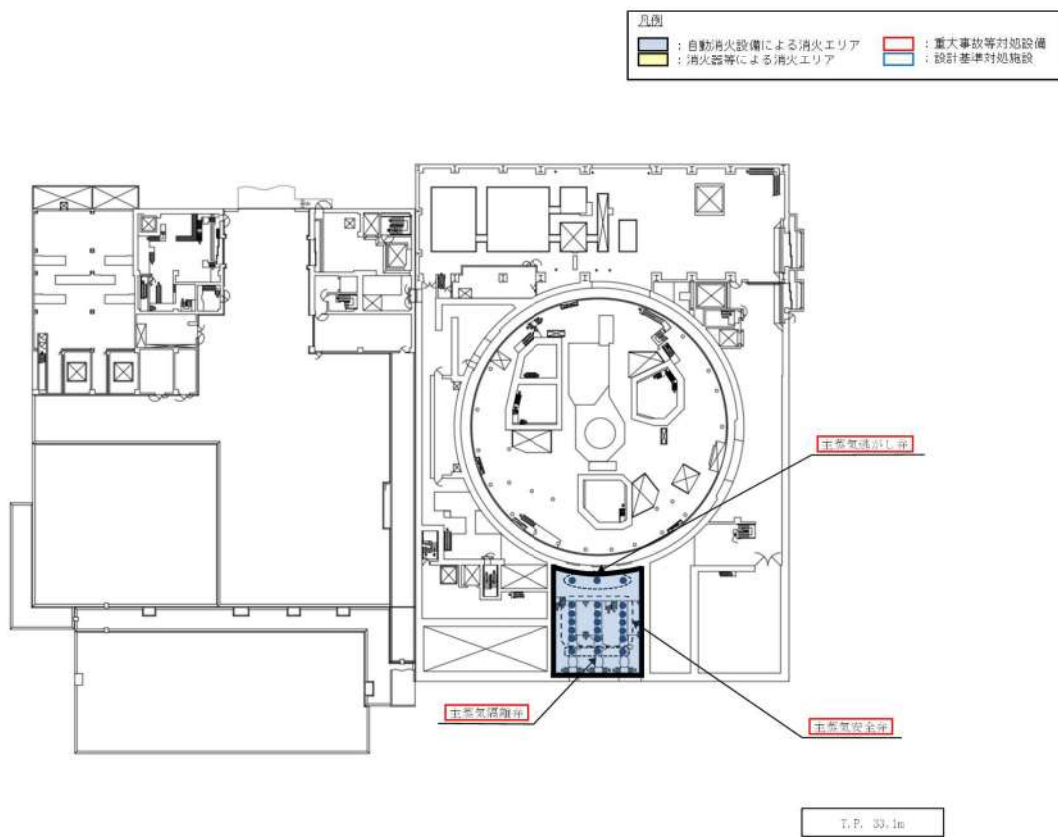 凡例
：自動消火設備による消火エリア
：重大事故等対処設備
：消火器等による消火エリア
：設計基準対処施設
主蒸気逃がし弁
主蒸気隔離弁
主蒸気安全弁
T.P. 33.1m